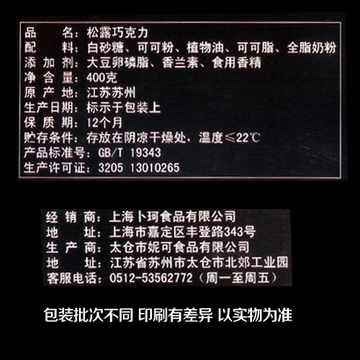 品　　名：松露巧克力
配　　料：白砂糖、可可粉、植物油、可可脂、全脂奶粉
添 加 剂：大豆卵磷脂、香兰素、食用香精
净 含 量：400克
原 产 地：江苏苏州
生产日期：标示于包装上
保 质 期：12个月
贮存条件：存放在阴凉干燥处，温度≤22℃
产品标准号：GB/T 19343
生产许可证：3205 13010265
经 销 商：上海卜珂食品有限公司
地　　址：上海市嘉定区丰登路343号
生 产 商：太仓市妮可食品有限公司
地　　址：江苏省苏州市太仓市北郊工业园
客服电话：0512-53562772（周一至周五）
包装批次不同 印刷有差异 以实物为准